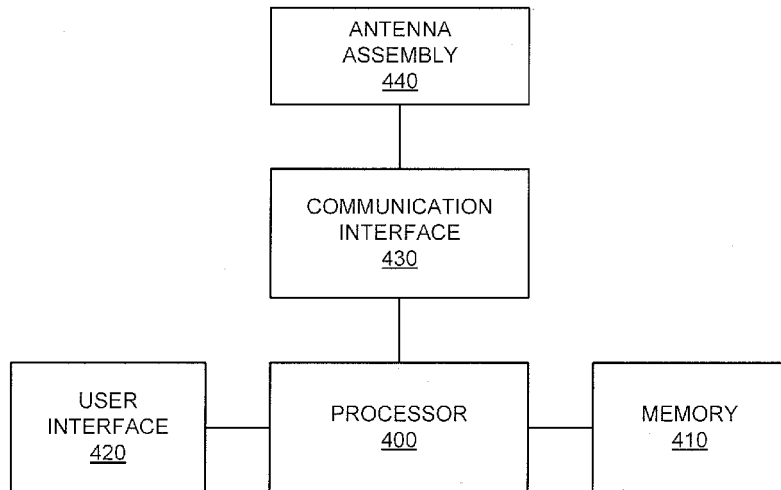 ANTENNA
ASSEMBLY
440
COMMUNICATION
INTERFACE
430
USER
INTERFACE
420
PROCESSOR
400
MEMORY
410